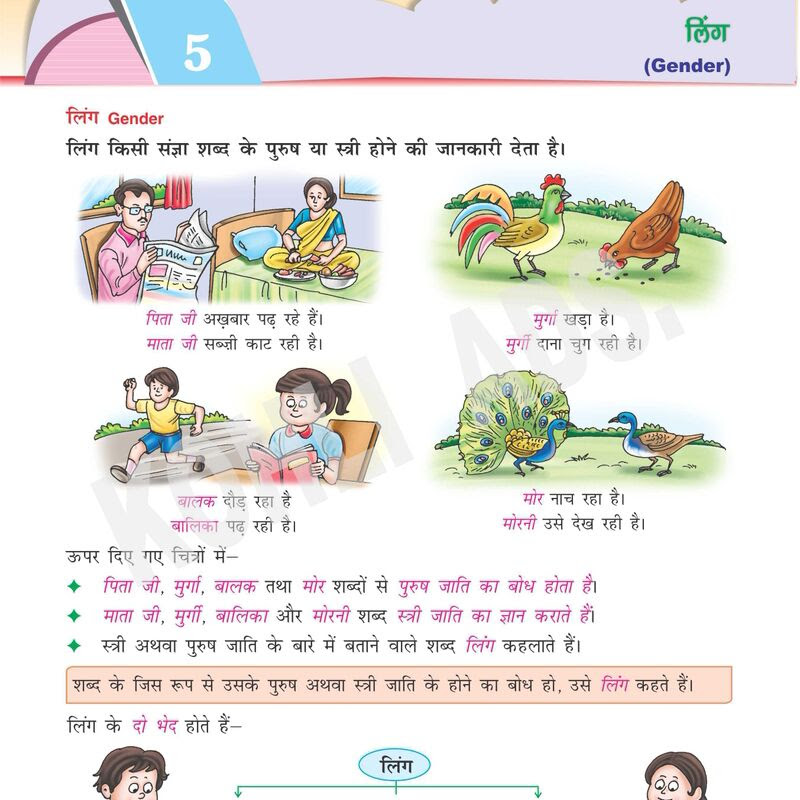 5
लिंग
(Gender)
लिंग Gender
लिंग किसी संज्ञा शब्द के पुरुष या स्त्री होने की जानकारी देता है।
पिता जी अख़बार पढ़ रहे हैं।
माता जी सब्ज़ी काट रही है।
मुर्गा खड़ा है।
मुर्गी दाना चुग रही है।
बालक दौड़ रहा है
बालिका पढ़ रही है।
मोर नाच रहा है।
मोरनी उसे देख रही है।
ऊपर दिए गए चित्रों में–
पिता जी, मुर्गा, बालक तथा मोर शब्दों से पुरुष जाति का बोध होता है।
माता जी, मुर्गी, बालिका और मोरनी शब्द स्त्री जाति का ज्ञान कराते हैं।
स्त्री अथवा पुरुष जाति के बारे में बताने वाले शब्द लिंग कहलाते हैं।
शब्द के जिस रूप से उसके पुरुष अथवा स्त्री जाति के होने का बोध हो, उसे लिंग कहते हैं।
लिंग के दो भेद होते हैं–
लिंग